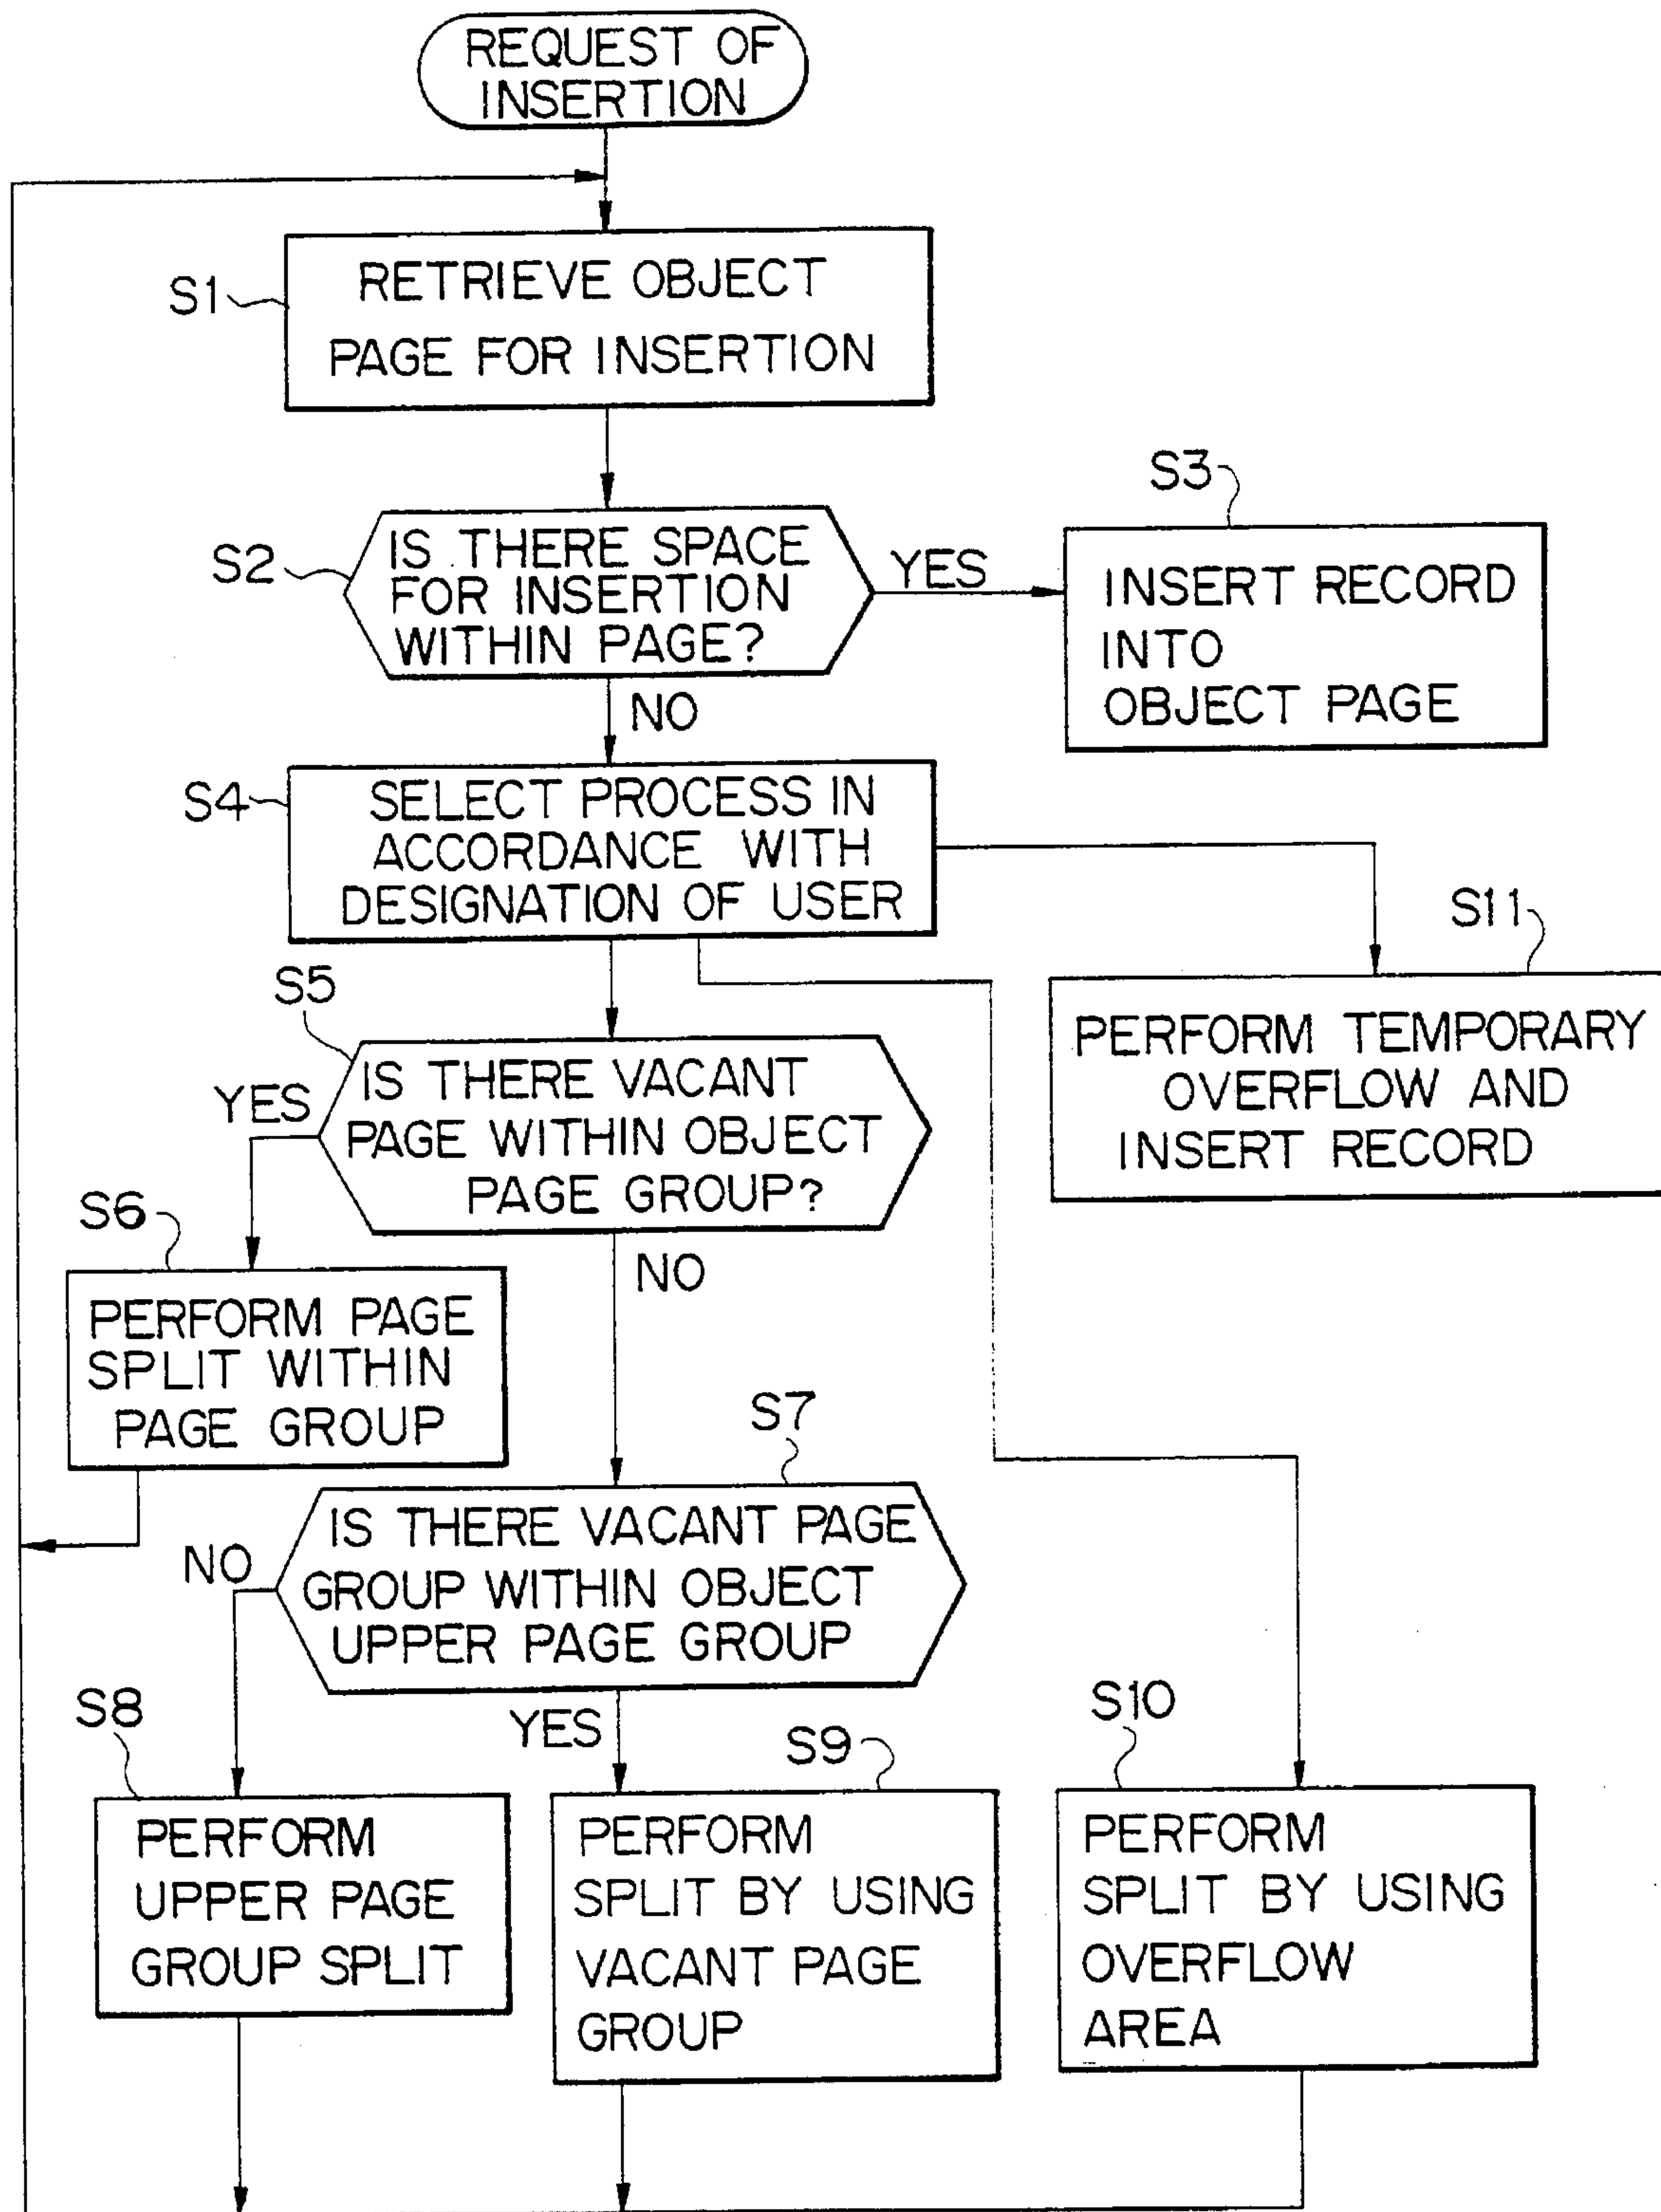 REQUEST OF
INSERTION
S1
RETRIEVE OBJECT
PAGE FOR INSERTION
S2
IS THERE SPACE
FOR INSERTION
WITHIN PAGE?
YES
S3
INSERT RECORD
INTO
OBJECT PAGE
NO
S4
SELECT PROCESS IN
ACCORDANCE WITH
DESIGNATION OF USER
S11
PERFORM TEMPORARY
OVERFLOW AND
INSERT RECORD
S5
IS THERE VACANT
PAGE WITHIN OBJECT
PAGE GROUP?
YES
S6
PERFORM PAGE
SPLIT WITHIN
PAGE GROUP
NO
S7
IS THERE VACANT PAGE
GROUP WITHIN OBJECT
UPPER PAGE GROUP
NO
S8
PERFORM
UPPER PAGE
GROUP SPLIT
YES
S9
PERFORM
SPLIT BY USING
VACANT PAGE
GROUP
S10
PERFORM
SPLIT BY USING
OVERFLOW
AREA